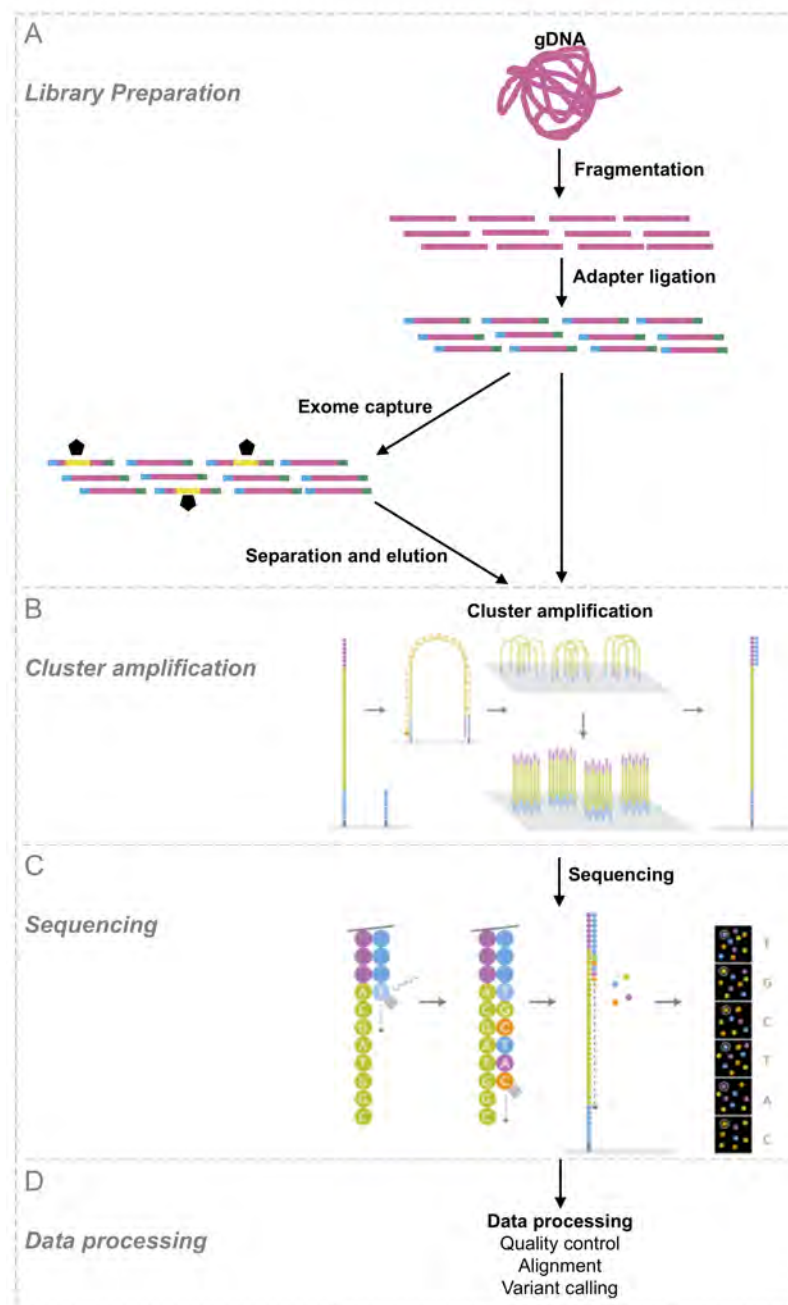 A
Library Preparation
gDNA
Fragmentation
Adapter ligation
Exome capture
Separation and elution
B
Cluster amplification
Cluster amplification
C
Sequencing
Sequencing
A
C
G
A
T
G
G
C
G
C
T
A
C
T
G
C
T
A
C
D
Data processing
Data processing
Quality control
Alignment
Variant calling